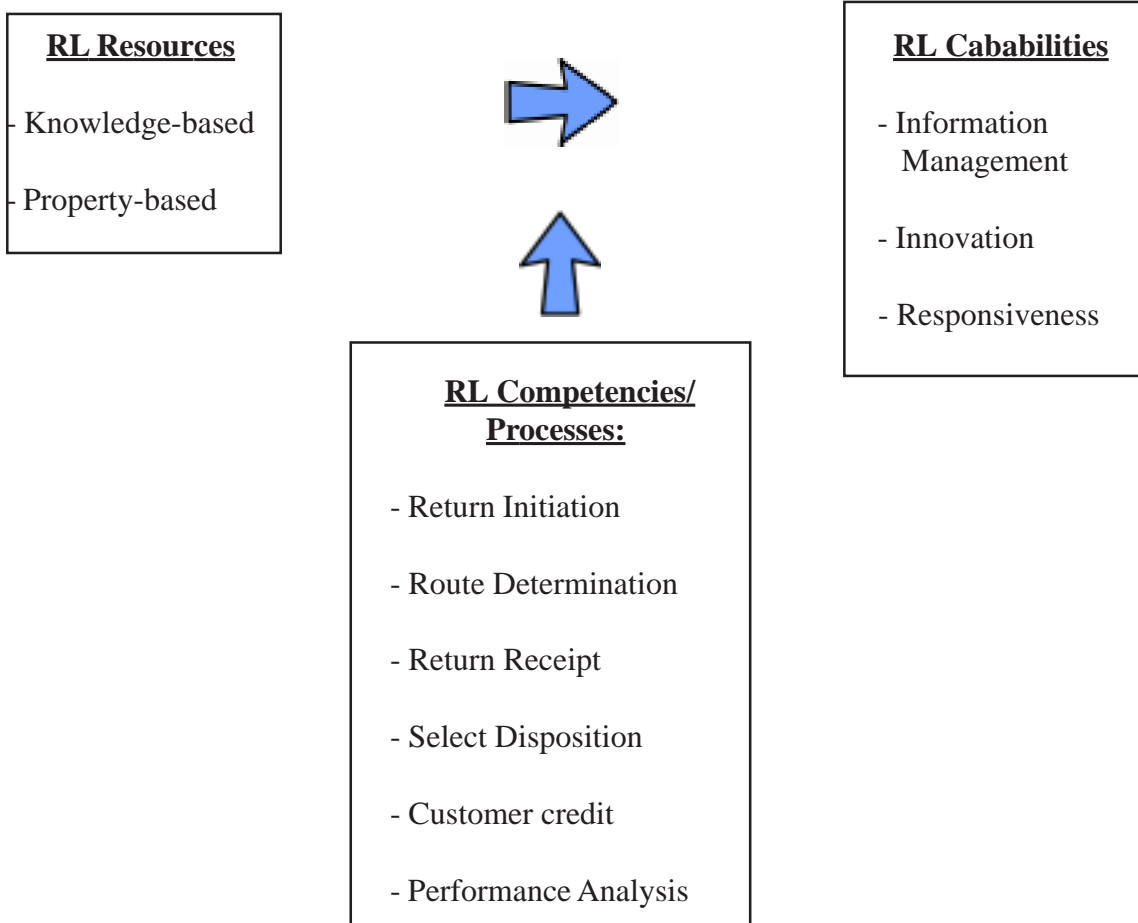 RL Resources
- Knowledge-based
- Property-based
RL Cababilities
- Information
Management
- Innovation
- Responsiveness
RL Competencies/
Processes:
- Return Initiation
- Route Determination
- Return Receipt
- Select Disposition
- Customer credit
- Performance Analysis